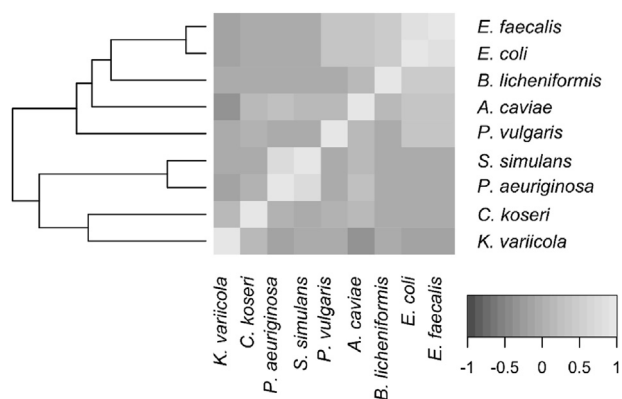 E. faecalis
E. coli
B. licheniformis
A. caviae
P. vulgaris
S. simulans
P. aeuriginosa
C. koseri
K. variicola
K. variicola
C. koseri
P. aeuriginosa
S. simulans
P. vulgaris
A. caviae
B. licheniformis
E. coli
E. faecalis
-1 -0.5 0 0.5 1